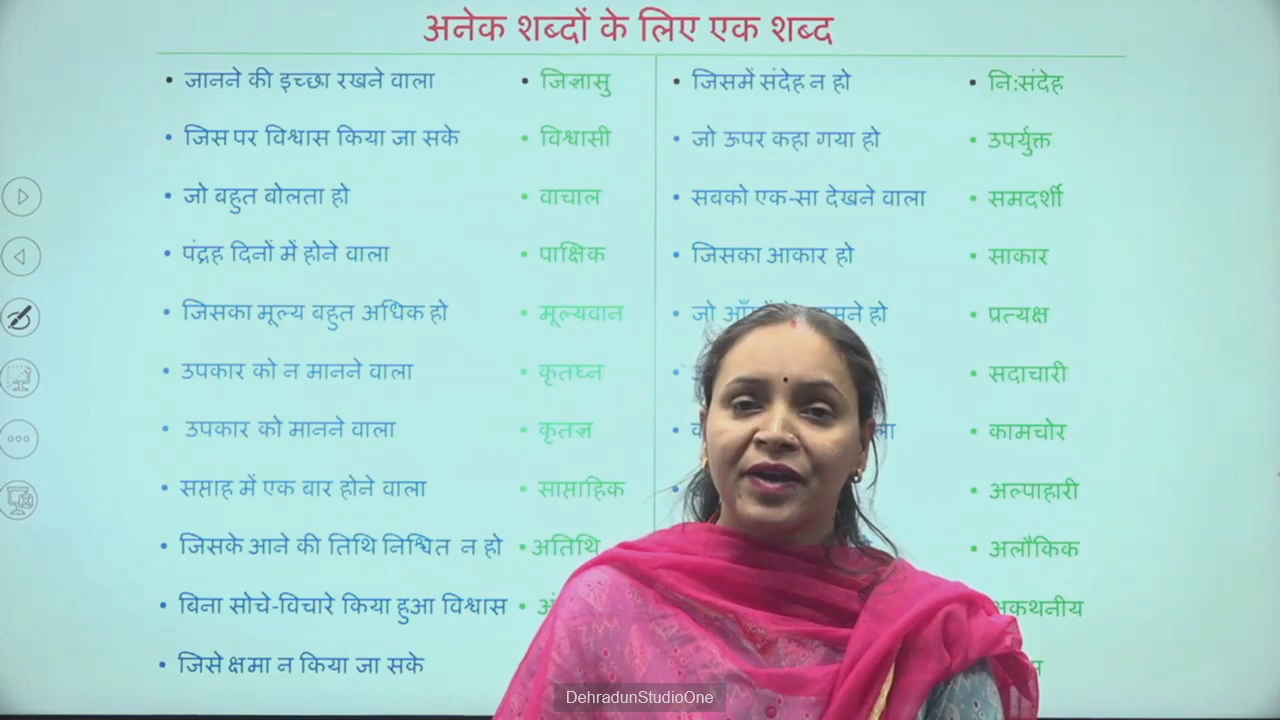 अनेक शब्दों के लिए एक शब्द
• जानने की इच्छा रखने वाला • जिज्ञासु • जिसमें संदेह न हो • नि:संदेह
• जिस पर विश्वास किया जा सके • विश्वासी • जो ऊपर कहा गया हो • उपर्युक्त
• जो बहुत बोलता हो • वाचाल • सबको एक-सा देखने वाला • समदर्शी
• पंद्रह दिनों में होने वाला • पाक्षिक • जिसका आकार हो • साकार
• जिसका मूल्य बहुत अधिक हो • मूल्यवान • जो हो • प्रत्यक्ष
• उपकार को न मानने वाला • कृतघ्न • • सदाचारी
• उपकार को मानने वाला • कृतज्ञ • • कामचोर
• सप्ताह में एक बार होने वाला • साप्ताहिक • • अल्पाहारी
• जिसके आने की तिथि निश्चित न हो • अतिथि • अलौकिक
• बिना सोचे-विचारे किया हुआ विश्वास • अकथनीय
• जिसे क्षमा न किया जा सके
DehradunStudioOne